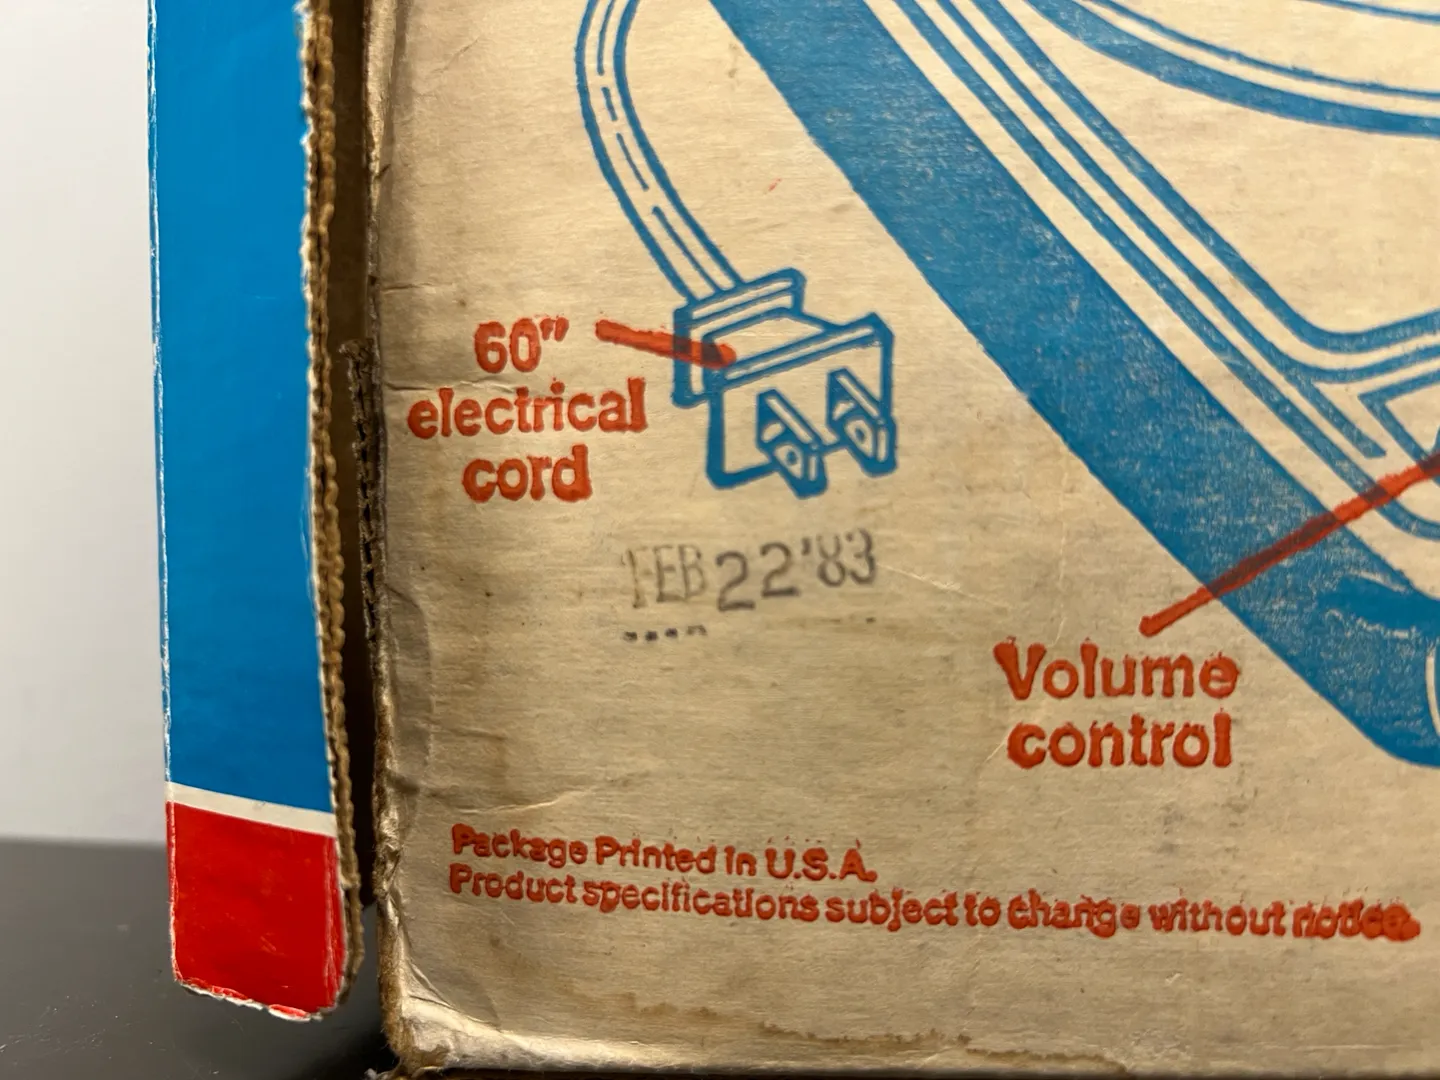 60"
electrical
cord
FEB 22 '83
Volume
control
Package Printed in U.S.A.
Product specifications subject to change without notice.